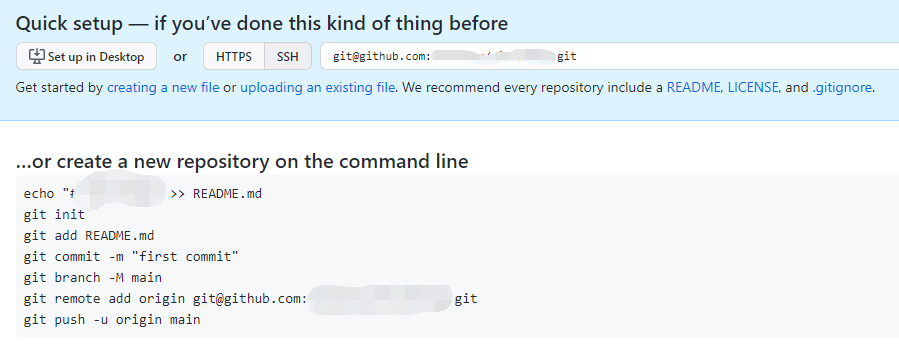 Quick setup — if you’ve done this kind of thing before
Set up in Desktop or HTTPS SSH git@github.com: git
Get started by creating a new file or uploading an existing file. We recommend every repository include a README, LICENSE, and .gitignore.
...or create a new repository on the command line
echo "# >> README.md
git init
git add README.md
git commit -m "first commit"
git branch -M main
git remote add origin git@github.com: git
git push -u origin main